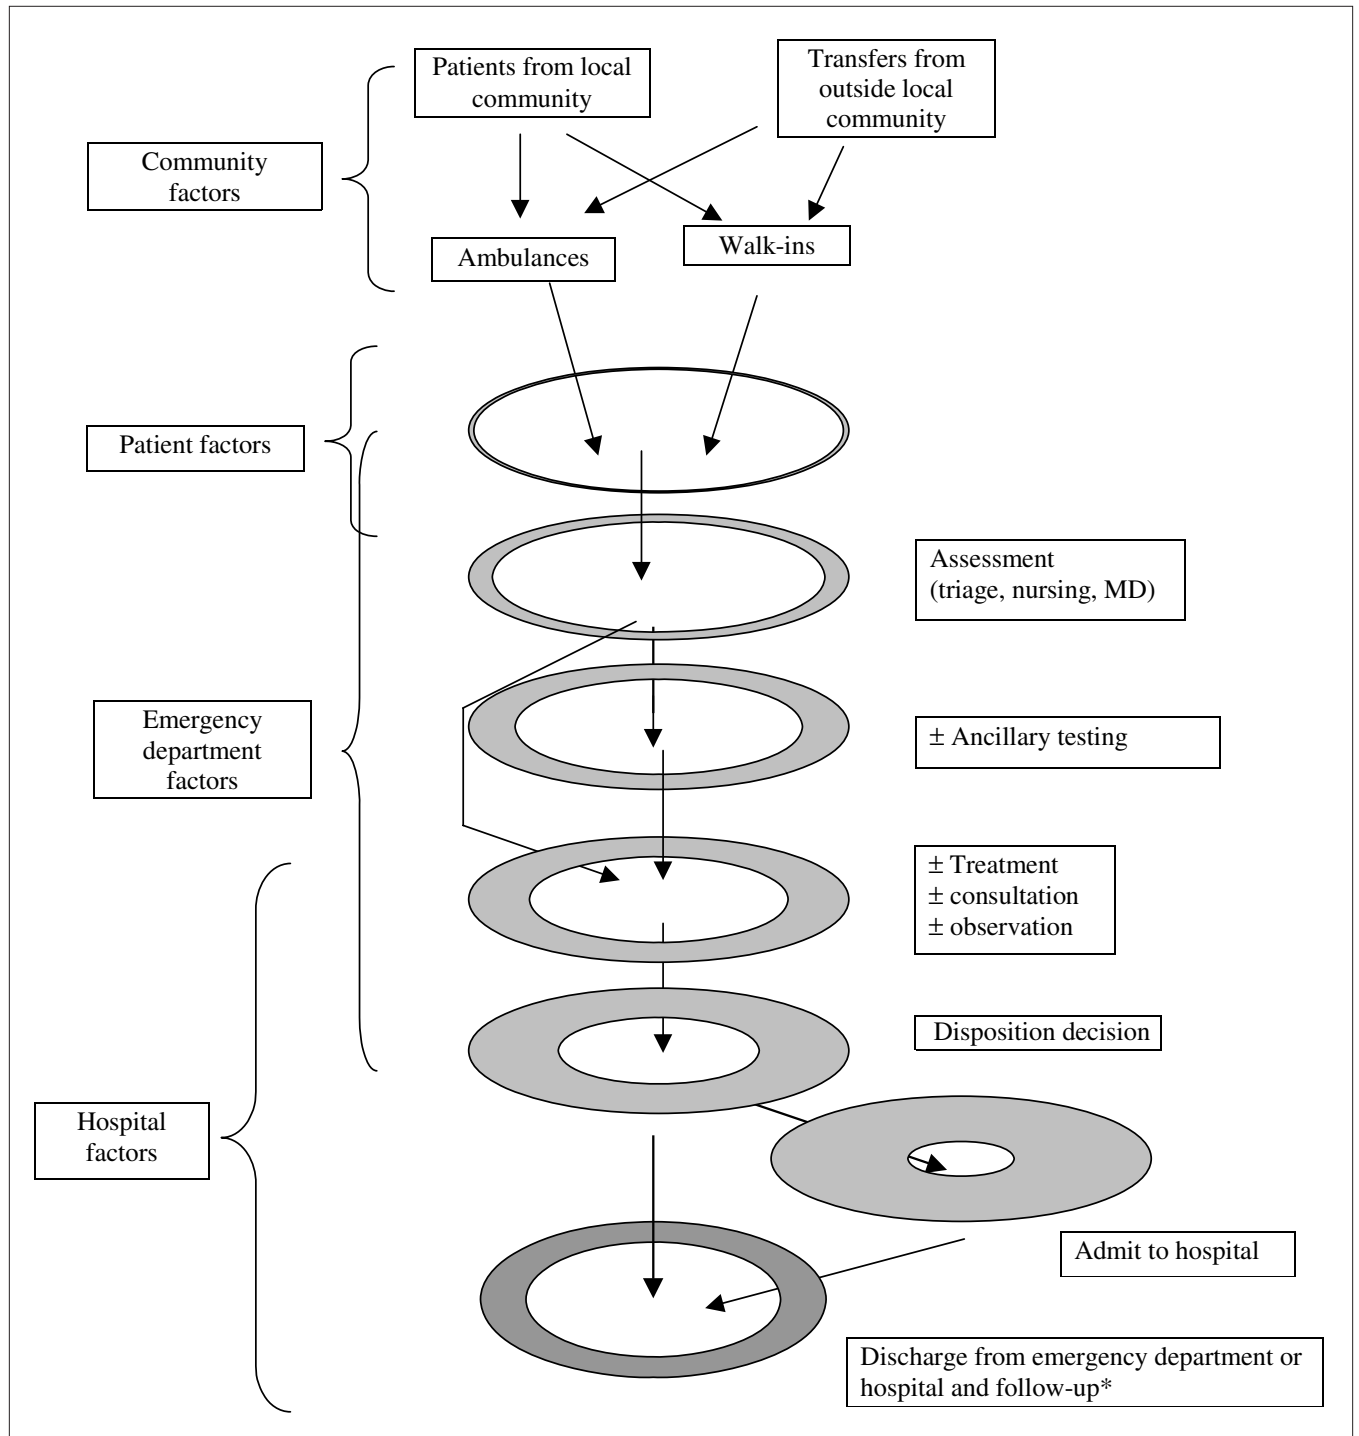 Patients from local
community
Transfers from
outside local
community
Community
factors
Ambulances
Walk-ins
Patient factors
Assessment
(triage, nursing, MD)
Emergency
department
factors
± Ancillary testing
± Treatment
± consultation
± observation
Disposition decision
Hospital
factors
Admit to hospital
Discharge from emergency department or
hospital and follow-up*